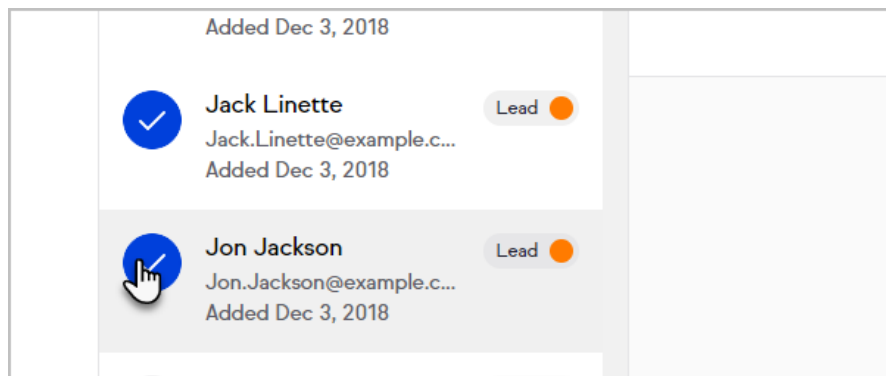 Added Dec 3, 2018
Jack Linette
Lead
Jack.Linette@example.c...
Added Dec 3, 2018
Jon Jackson
Lead
Jon.Jackson@example.c...
Added Dec 3, 2018